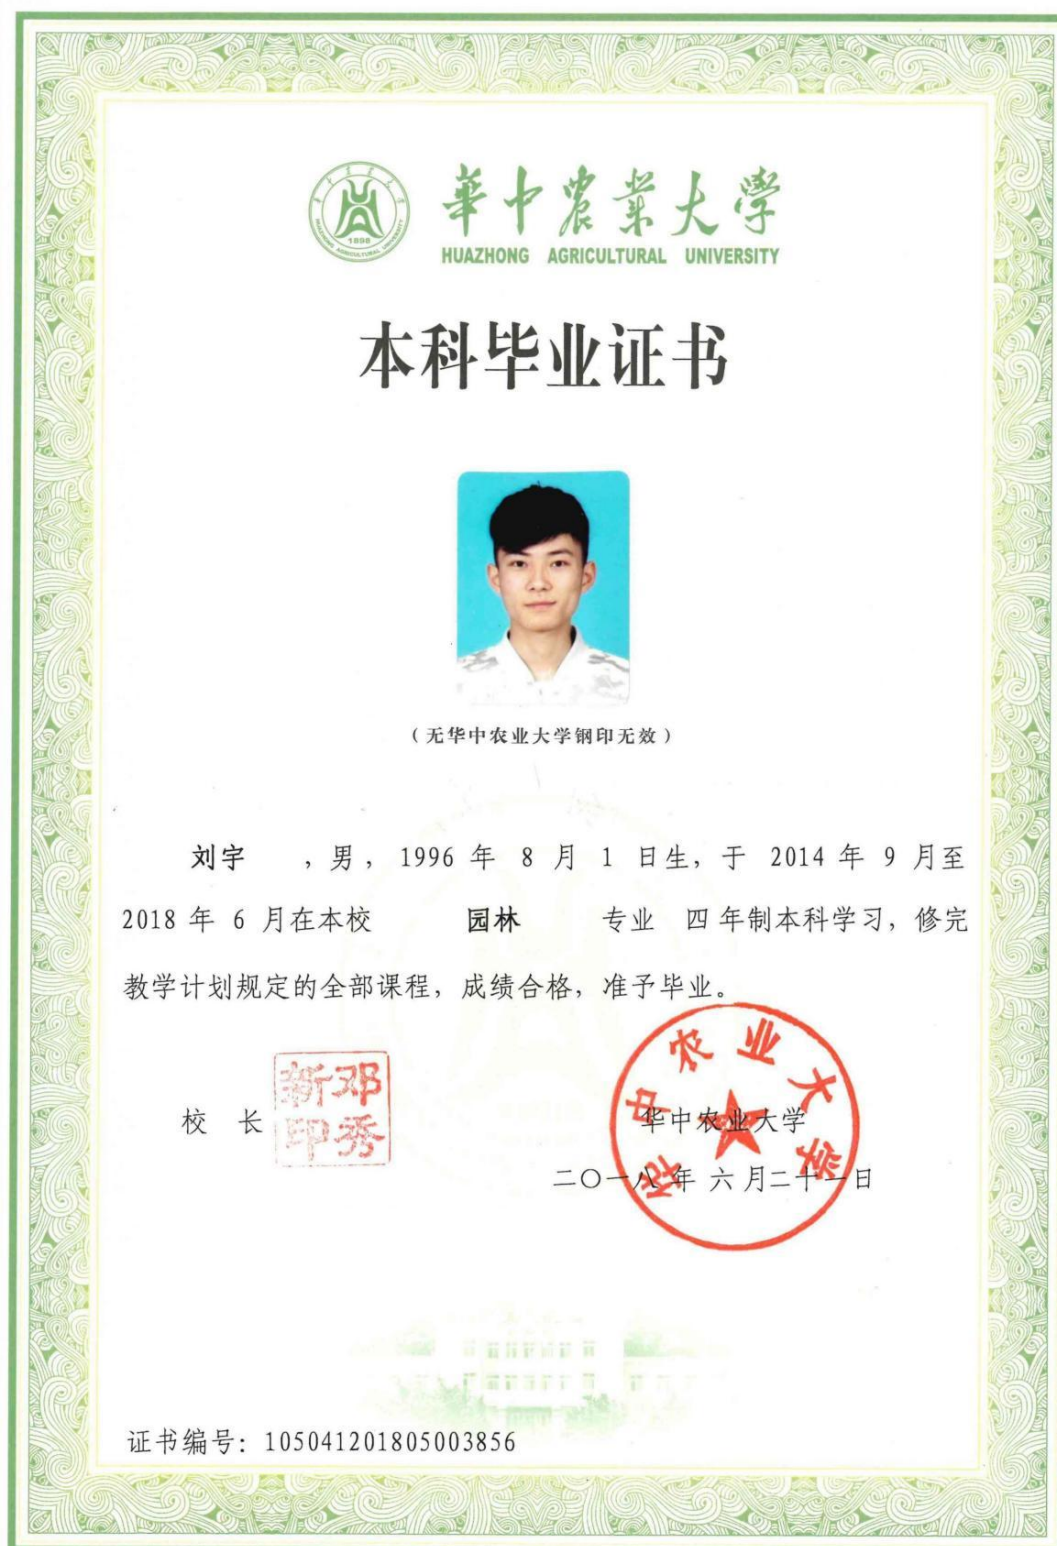 華中農業大學
HUAZHONG AGRICULTURAL UNIVERSITY
1898
本科毕业证书
（无华中农业大学钢印无效）
刘宇 ，男，1996 年 8 月 1 日生，于 2014 年 9 月至
2018 年 6 月在本校 园林 专业 四 年制本科学习，修完
教学计划规定的全部课程，成绩合格，准予毕业。
校 长
邓秀新印
华中农业大学
华中农业大学
二〇一八年 六 月二十一日
证书编号：105041201805003856